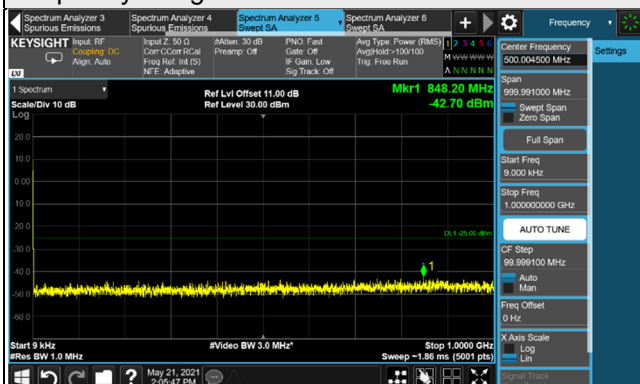 Spectrum Analyzer 3
Spurious Emissions
Spectrum Analyzer 4
Spurious Emissions
Spectrum Analyzer 5
Swept SA
Spectrum Analyzer 6
Swept SA
+
Frequency
KEYSIGHT
Input: RF
Coupling: DC
Align: Auto
LXI
Input Z: 50 Ω
Corr CCorr RCal
Freq Ref: Int (S)
NFE: Adaptive
#Atten: 30 dB
Preamp: Off
PNO: Fast
Gate: Off
IF Gain: Low
Sig Track: Off
Avg Type: Power (RMS)
Avg|Hold:>100/100
Trig: Free Run
1 2 3 4 5 6
M W W W W W
A N N N N N
Center Frequency
500.004500 MHz
Settings
Span
999.991000 MHz
Swept Span
Zero Span
Full Span
Start Freq
9.000 kHz
Stop Freq
1.000000000 GHz
AUTO TUNE
CF Step
99.999100 MHz
Auto
Man
Freq Offset
0 Hz
X Axis Scale
Log
Lin
Signal Track
1 Spectrum
Scale/Div 10 dB
Log
Ref Lvl Offset 11.00 dB
Ref Level 30.00 dBm
Mkr1 848.20 MHz
-42.70 dBm
20.0
10.0
0.00
-10.0
-20.0
-30.0
-40.0
-50.0
-60.0
DL1 -25.00 dBm
1
Start 9 kHz
#Res BW 1.0 MHz
#Video BW 3.0 MHz*
Stop 1.0000 GHz
Sweep ~1.86 ms (5001 pts)
?
May 21, 2021
2:05:47 PM